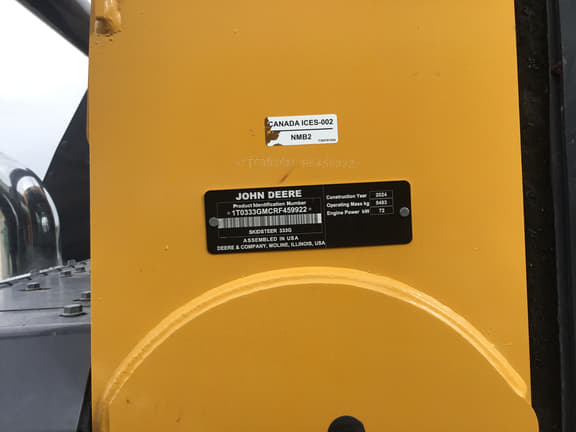 CANADA ICES-002
NMB2
JOHN DEERE
Product Identification Number
*1T0333GMCRF459922*
SKIDSTEER 333G
ASSEMBLED IN USA
DEERE & COMPANY, MOLINE, ILLINOIS, USA
Construction Year 2024
Operating Mass kg 5493
Engine Power kW 72